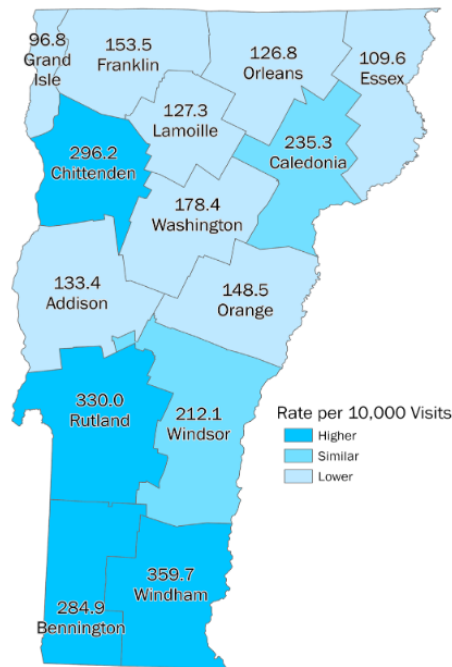 96.8
Grand
Isle
153.5
Franklin
126.8
Orleans
109.6
Essex
127.3
Lamoille
235.3
Caledonia
296.2
Chittenden
178.4
Washington
133.4
Addison
148.5
Orange
330.0
Rutland
212.1
Windsor
Rate per 10,000 Visits
Higher
Similar
Lower
359.7
Windham
284.9
Bennington